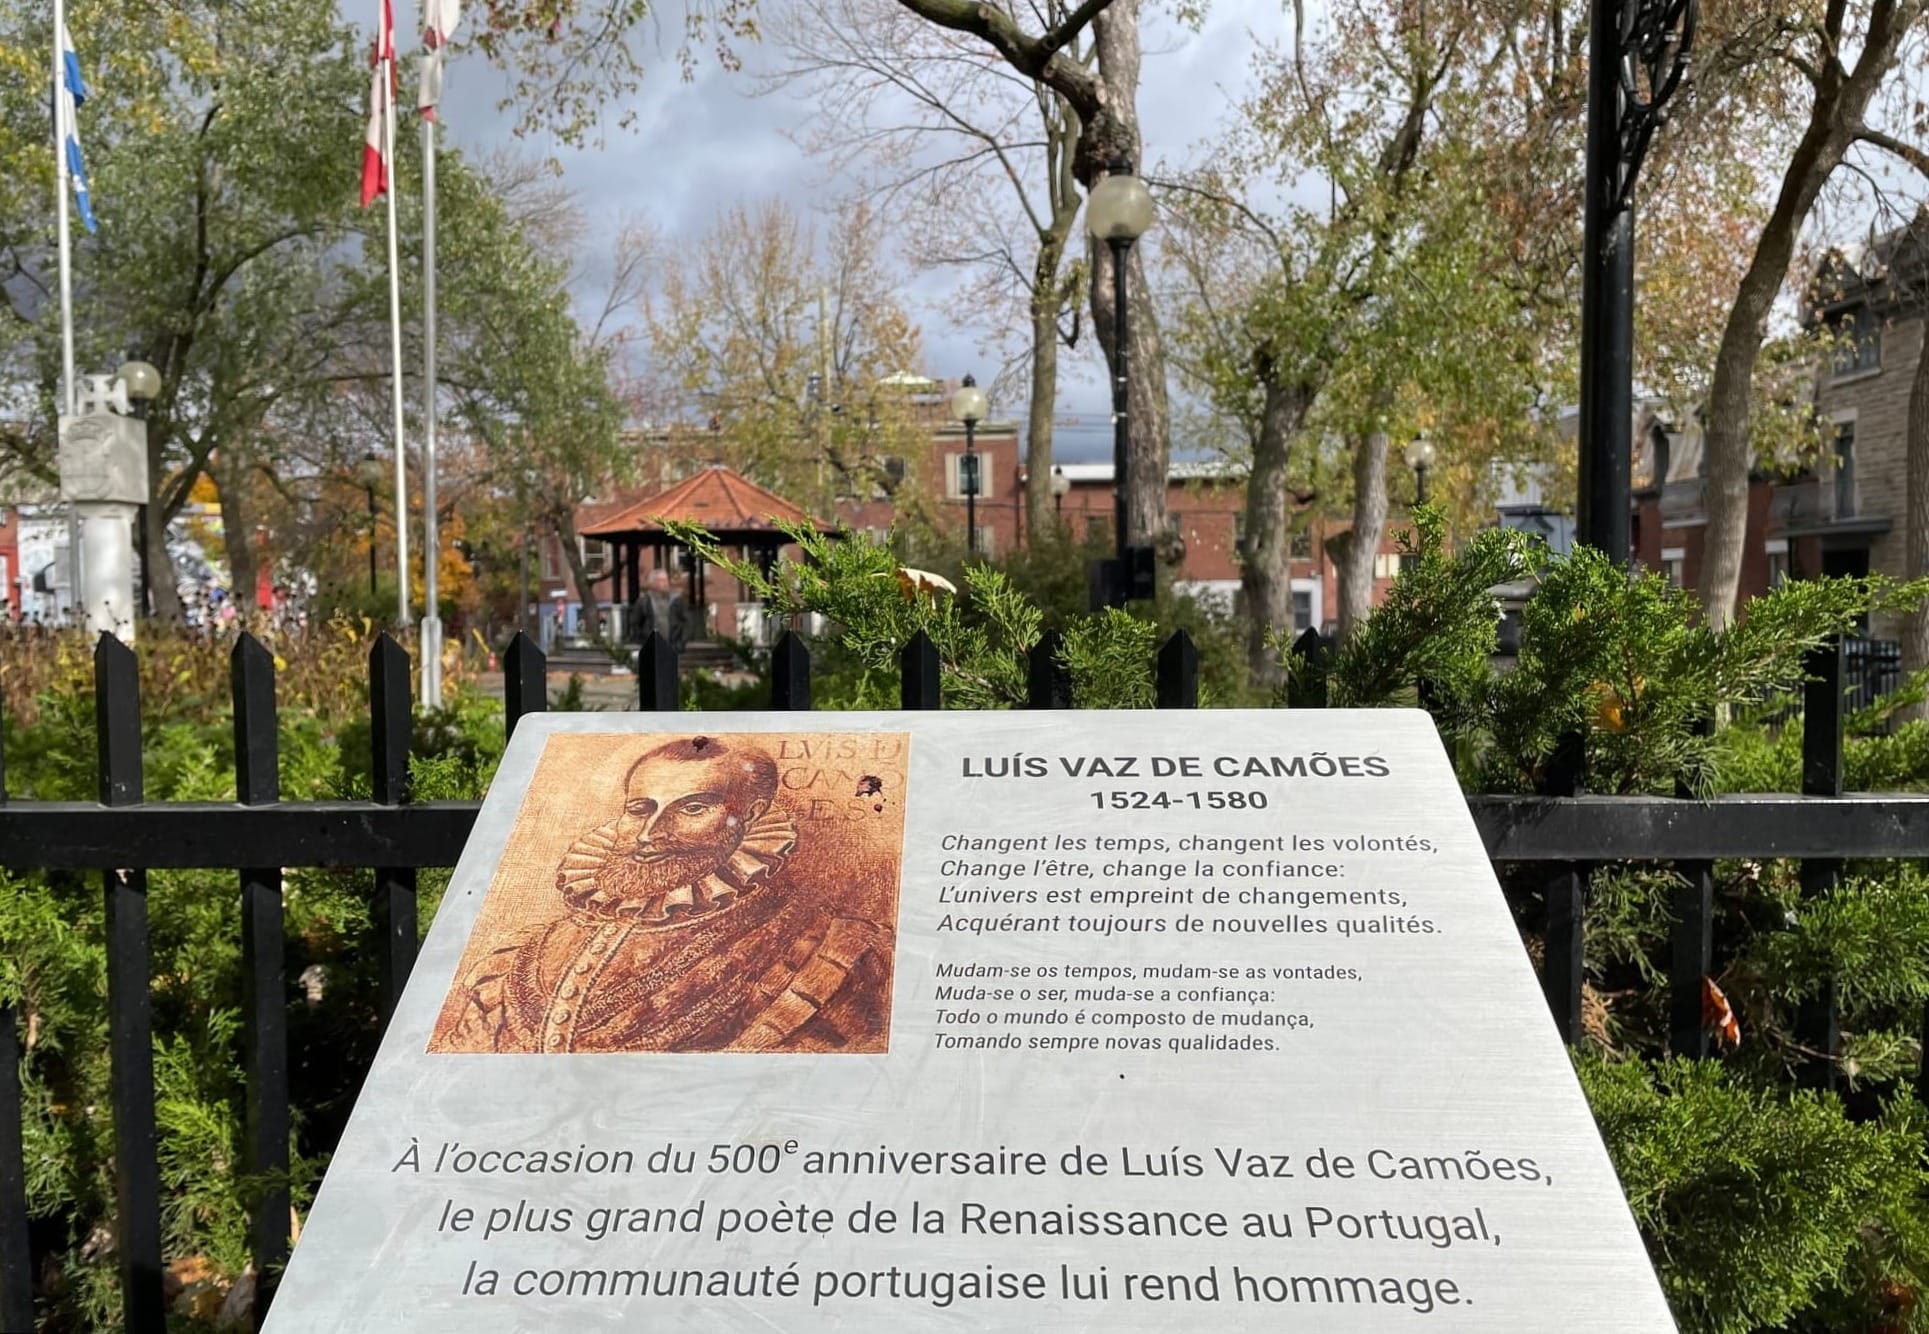 LVIS D
CAMO
ES
LUÍS VAZ DE CAMÕES
1524-1580
Changent les temps, changent les volontés,
Change l'être, change la confiance:
L'univers est empreint de changements,
Acquérant toujours de nouvelles qualités.
Mudam-se os tempos, mudam-se as vontades,
Muda-se o ser, muda-se a confiança:
Todo o mundo é composto de mudança,
Tomando sempre novas qualidades.
À l'occasion du 500e anniversaire de Luís Vaz de Camões,
le plus grand poète de la Renaissance au Portugal,
la communauté portugaise lui rend hommage.